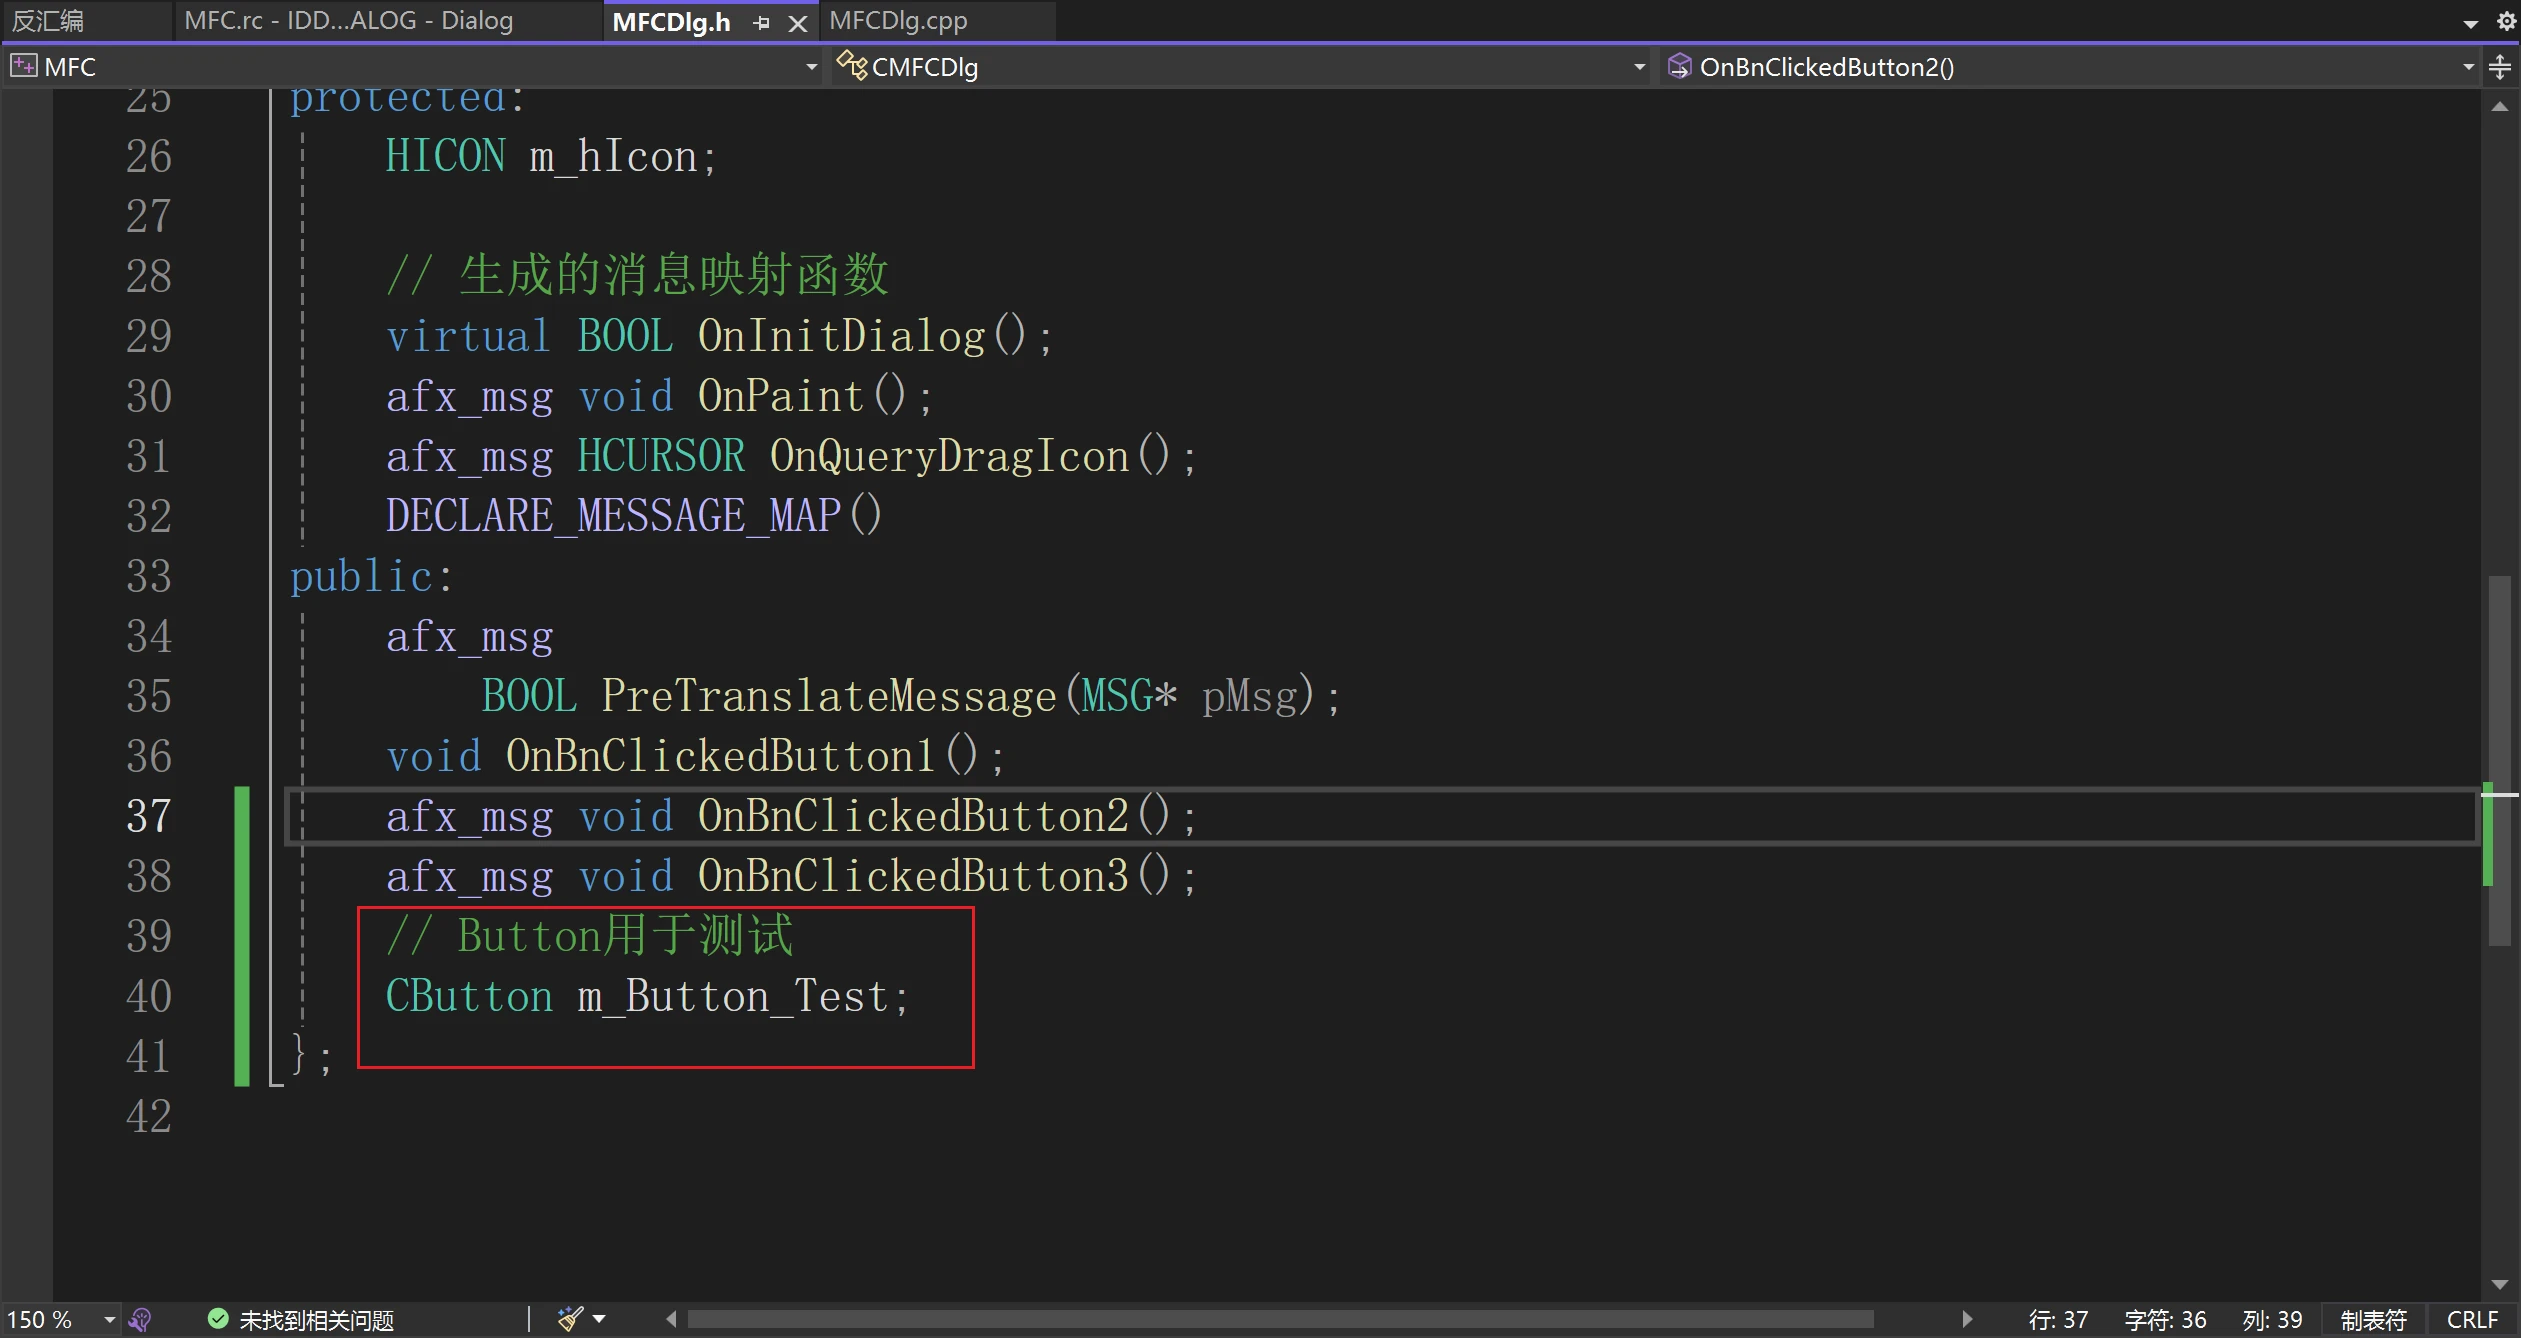 反汇编 MFC.rc - IDD...ALOG - Dialog MFCDlg.h MFCDlg.cpp
MFC CMFCDlg OnBnClickedButton2()
25 protected:
26 HICON m_hIcon;
27
28 // 生成的消息映射函数
29 virtual BOOL OnInitDialog();
30 afx_msg void OnPaint();
31 afx_msg HCURSOR OnQueryDragIcon();
32 DECLARE_MESSAGE_MAP()
33 public:
34 afx_msg
35 BOOL PreTranslateMessage(MSG* pMsg);
36 void OnBnClickedButton1();
37 afx_msg void OnBnClickedButton2();
38 afx_msg void OnBnClickedButton3();
39 // Button用于测试
40 CButton m_Button_Test;
41 };
42
150 % 未找到相关问题 行: 37 字符: 36 列: 39 制表符 CRLF